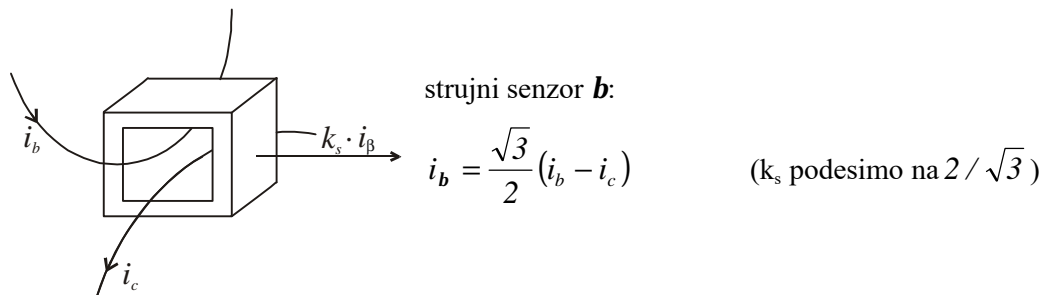 strujni senzor b:
i_b
k_s · i_β
i_b = √3/2 (i_b − i_c)
(k_s podesimo na 2 / √3 )
i_c